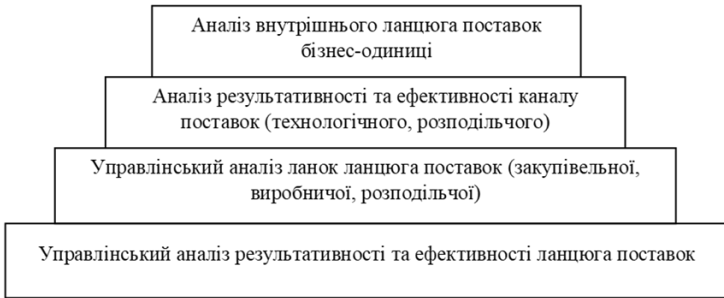 Аналіз внутрішнього ланцюга поставок
бізнес-одиниці
Аналіз результативності та ефективності каналу
поставок (технологічного, розподільчого)
Управлінський аналіз ланок ланцюга поставок (закупівельної,
виробничої, розподільчої)
Управлінський аналіз результативності та ефективності ланцюга поставок